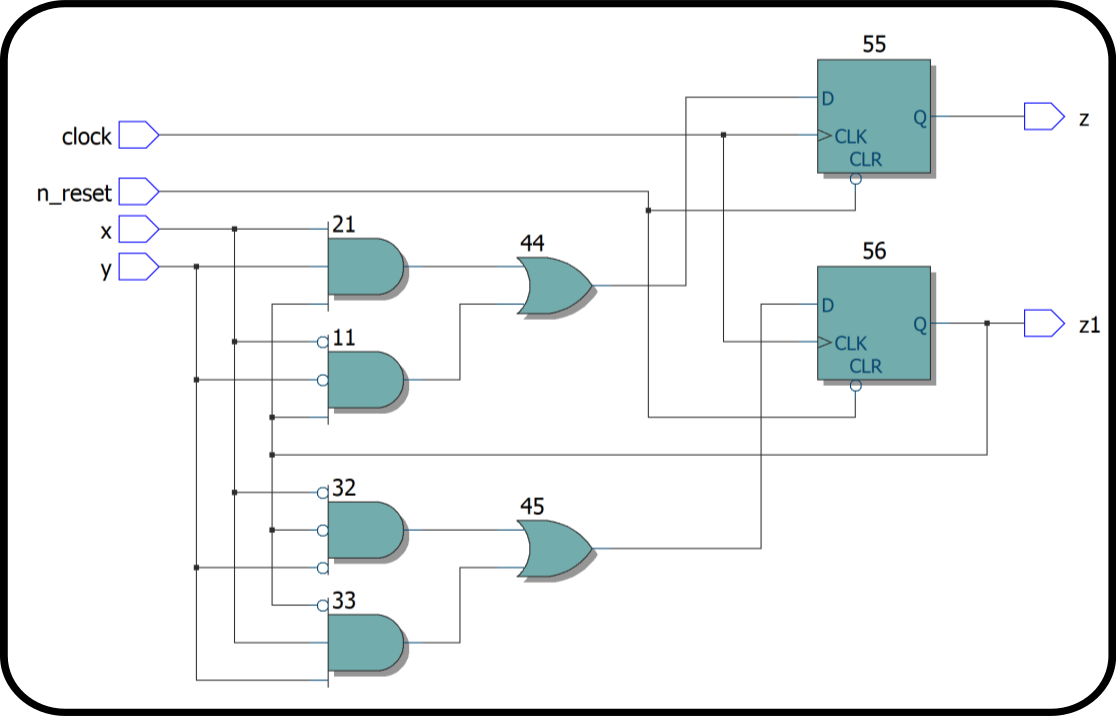 55
D
clock
CLK
Q
z
CLR
n_reset
x
21
y
44
56
D
11
Q
z1
CLK
CLR
32
45
33